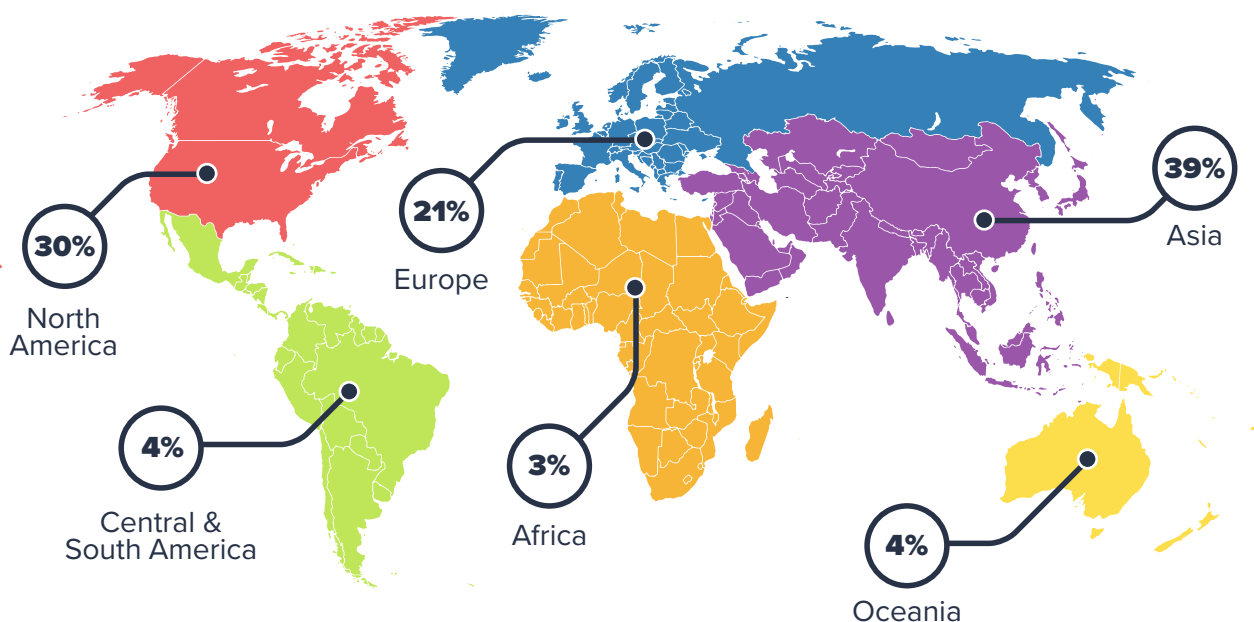 30%
North
America
21%
Europe
39%
Asia
4%
Central &
South America
3%
Africa
4%
Oceania